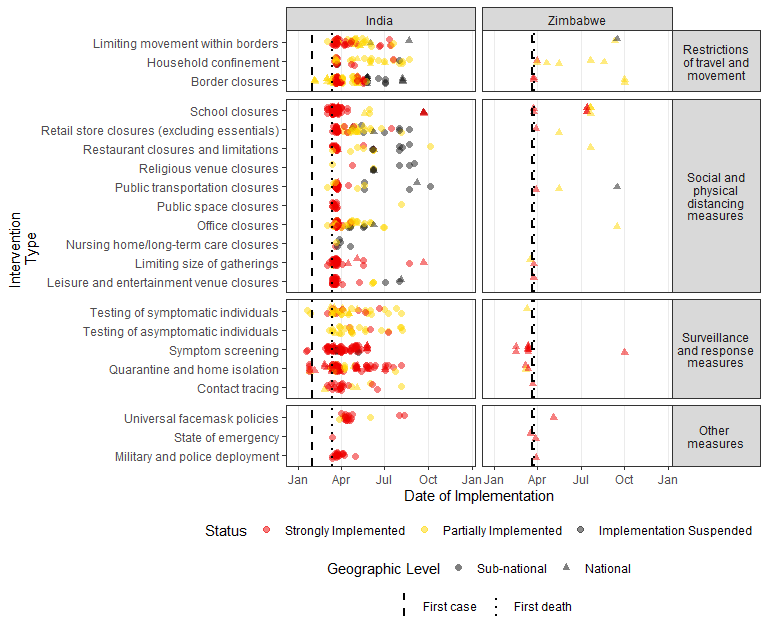 India
Zimbabwe
Intervention
Type
Limiting movement within borders
Household confinement
Border closures
Restrictions
of travel and
movement
School closures
Retail store closures (excluding essentials)
Restaurant closures and limitations
Religious venue closures
Public transportation closures
Public space closures
Office closures
Nursing home/long-term care closures
Limiting size of gatherings
Leisure and entertainment venue closures
Social and
physical
distancing
measures
Testing of symptomatic individuals
Testing of asymptomatic individuals
Symptom screening
Quarantine and home isolation
Contact tracing
Surveillance
and response
measures
Universal facemask policies
State of emergency
Military and police deployment
Other
measures
Jan Apr Jul Oct Jan Jan Apr Jul Oct Jan
Date of Implementation
Status Strongly Implemented Partially Implemented Implementation Suspended
Geographic Level Sub-national National
First case First death